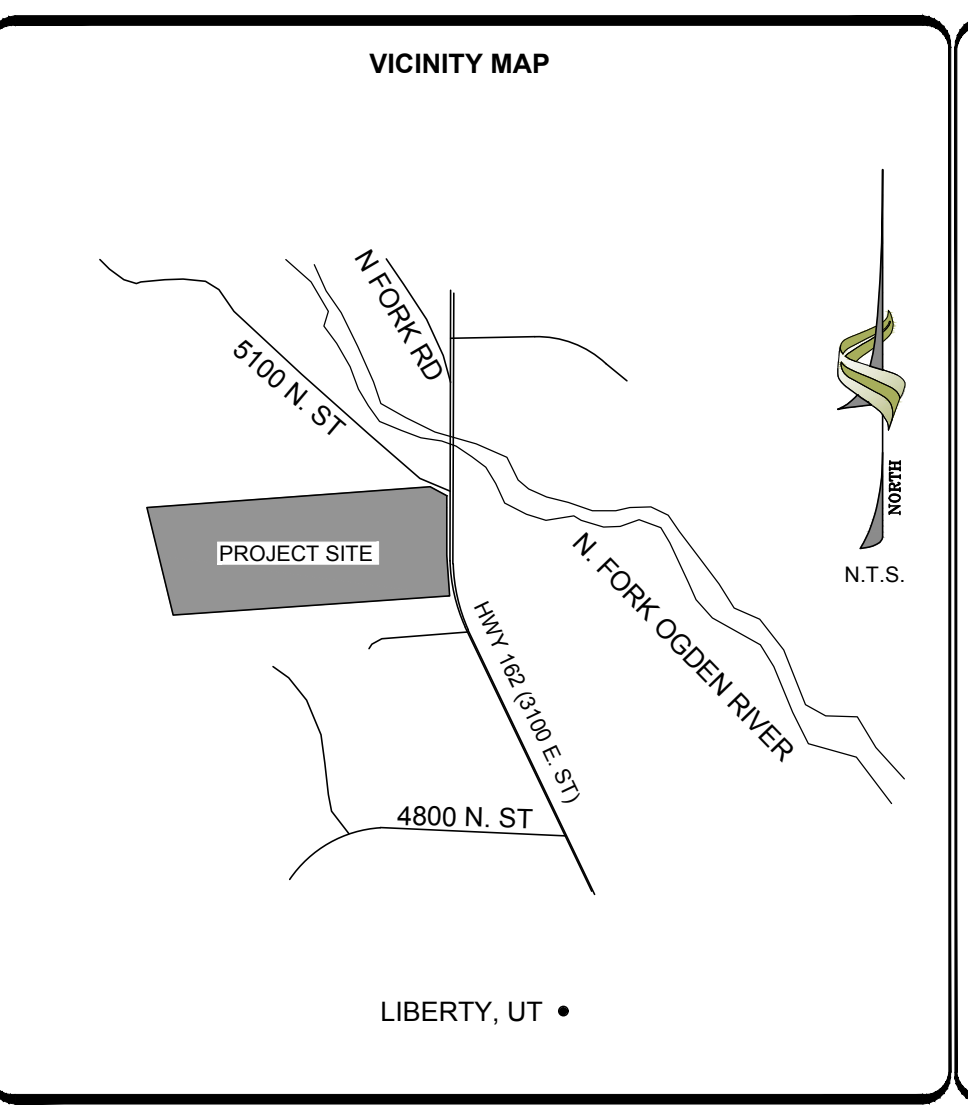 VICINITY MAP
N FORK RD
5100 N. ST
NORTH
PROJECT SITE
N.T.S.
N. FORK OGDEN RIVER
HWY 162 (3100 E. ST)
4800 N. ST
LIBERTY, UT